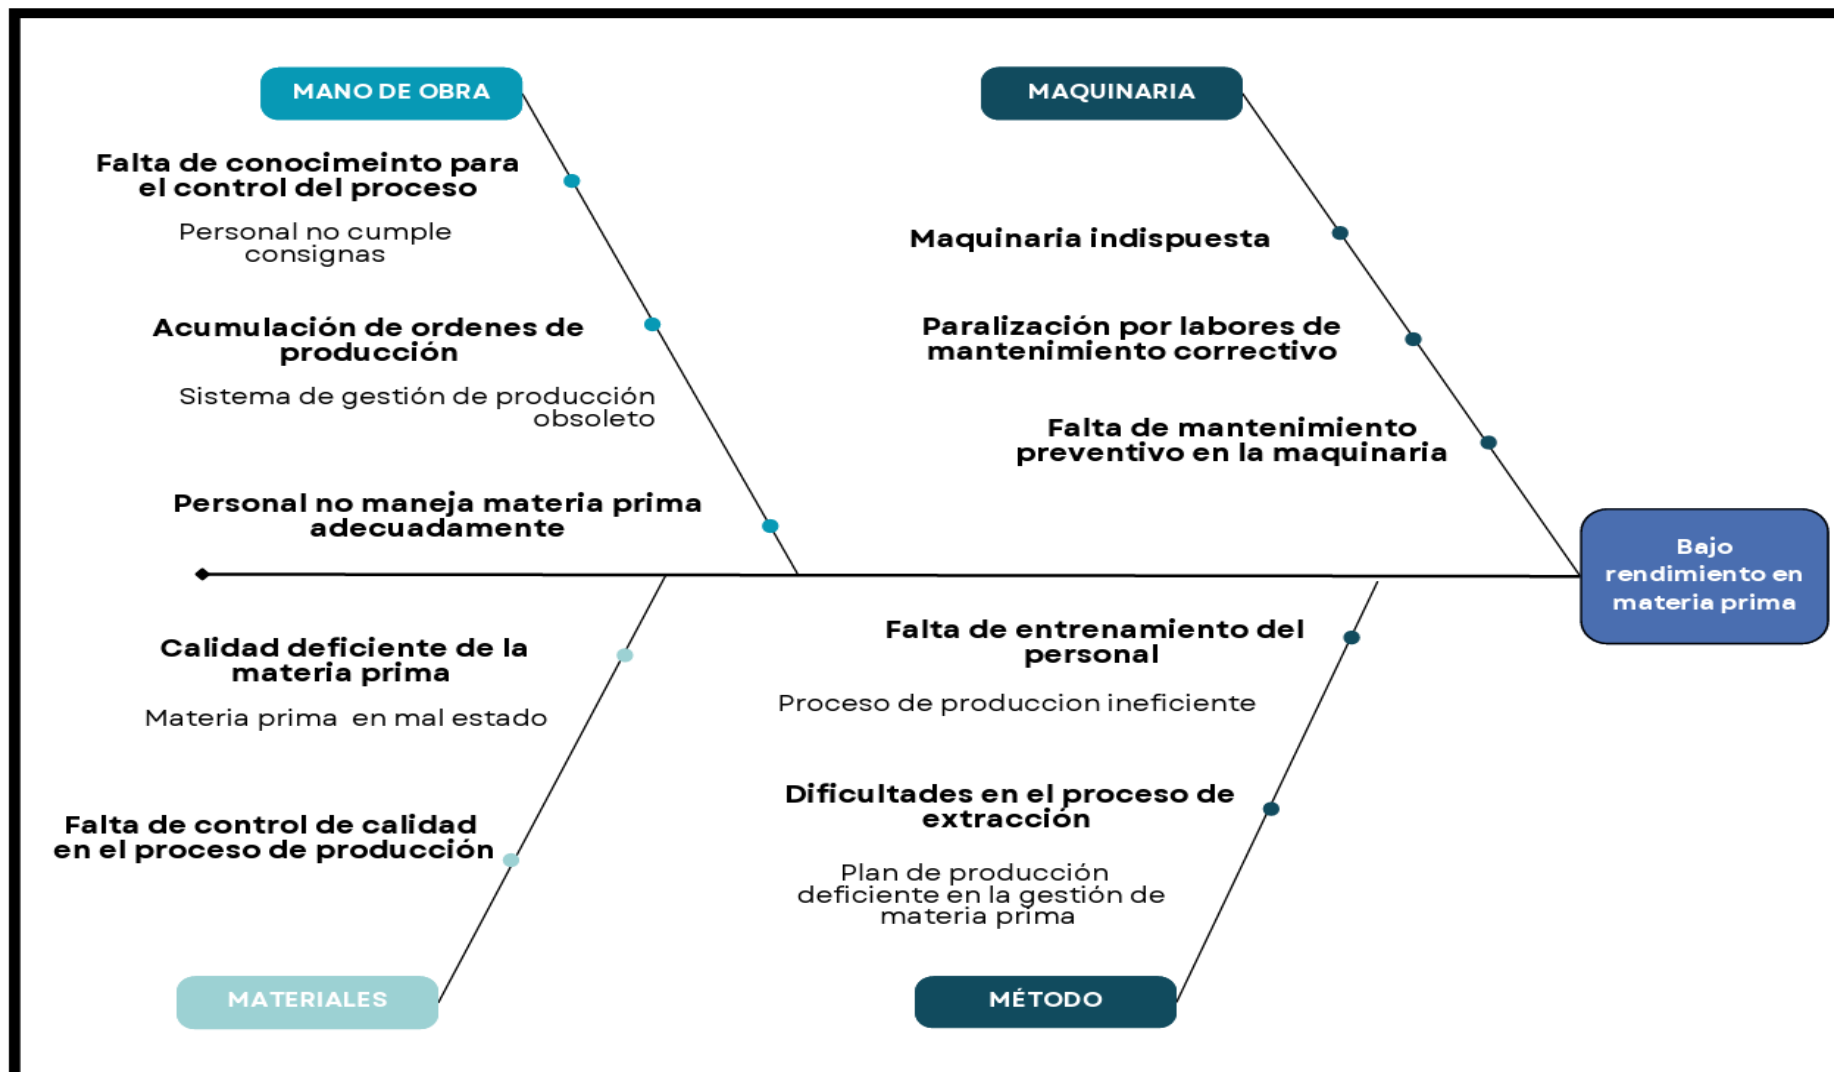 MANO DE OBRA
Falta de conocimeinto para
el control del proceso
Personal no cumple
consignas
Acumulación de ordenes de
producción
Sistema de gestión de producción
obsoleto
Personal no maneja materia prima
adecuadamente
MAQUINARIA
Maquinaria indispuesta
Paralización por labores de
mantenimiento correctivo
Falta de mantenimiento
preventivo en la maquinaria
Bajo
rendimiento en
materia prima
Calidad deficiente de la
materia prima
Materia prima en mal estado
Falta de control de calidad
en el proceso de producción
MATERIALES
Falta de entrenamiento del
personal
Proceso de produccion ineficiente
Dificultades en el proceso de
extracción
Plan de producción
deficiente en la gestión de
materia prima
MÉTODO